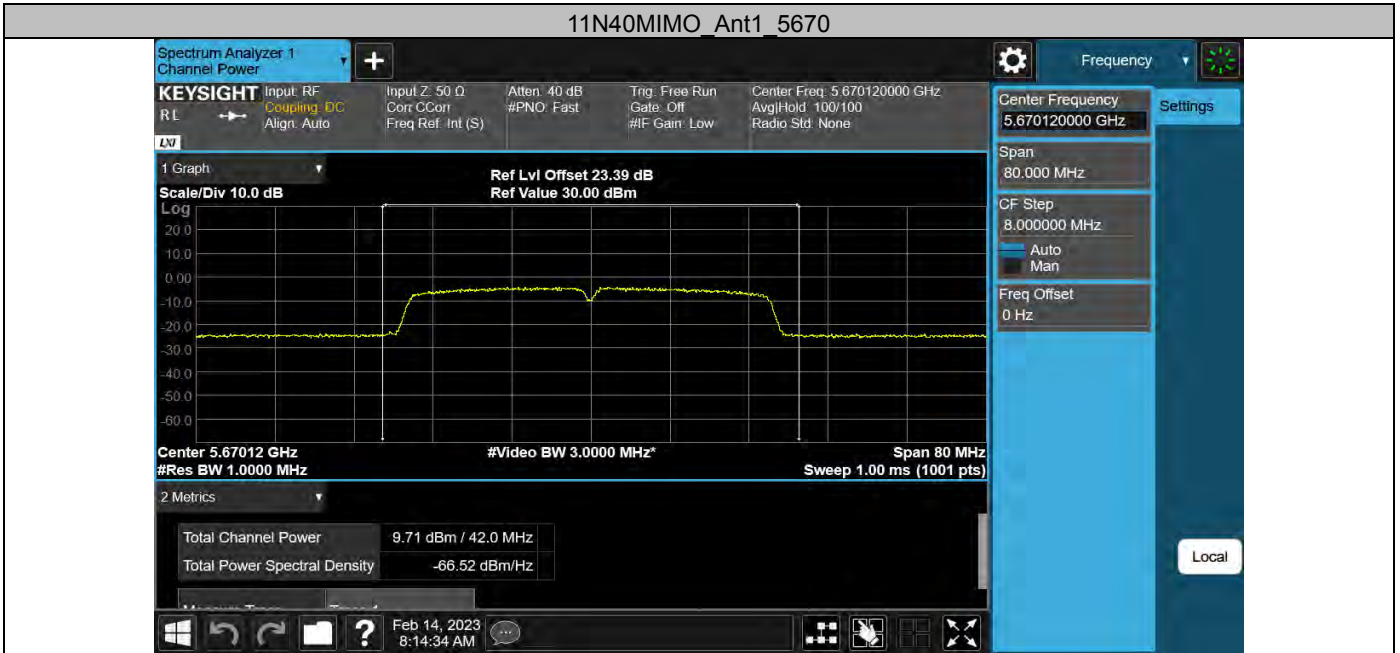 11N40MIMO_Ant1_5670
Spectrum Analyzer 1
Channel Power
Frequency
KEYSIGHT
RL
LXI
Input: RF
Coupling: DC
Align: Auto
Input Z: 50 Ω
Corr CCorr
Freq Ref: Int (S)
Atten: 40 dB
#PNO: Fast
Trig: Free Run
Gate: Off
#IF Gain: Low
Center Freq: 5.670120000 GHz
Avg|Hold: 100/100
Radio Std: None
Center Frequency
5.670120000 GHz
Settings
Span
80.000 MHz
CF Step
8.000000 MHz
Auto
Man
Freq Offset
0 Hz
1 Graph
Scale/Div 10.0 dB
Ref Lvl Offset 23.39 dB
Ref Value 30.00 dBm
Log
20.0
10.0
0.00
-10.0
-20.0
-30.0
-40.0
-50.0
-60.0
Center 5.67012 GHz
#Video BW 3.0000 MHz*
Span 80 MHz
#Res BW 1.0000 MHz
Sweep 1.00 ms (1001 pts)
2 Metrics
Total Channel Power 9.71 dBm / 42.0 MHz
Total Power Spectral Density -66.52 dBm/Hz
Local
Feb 14, 2023
8:14:34 AM